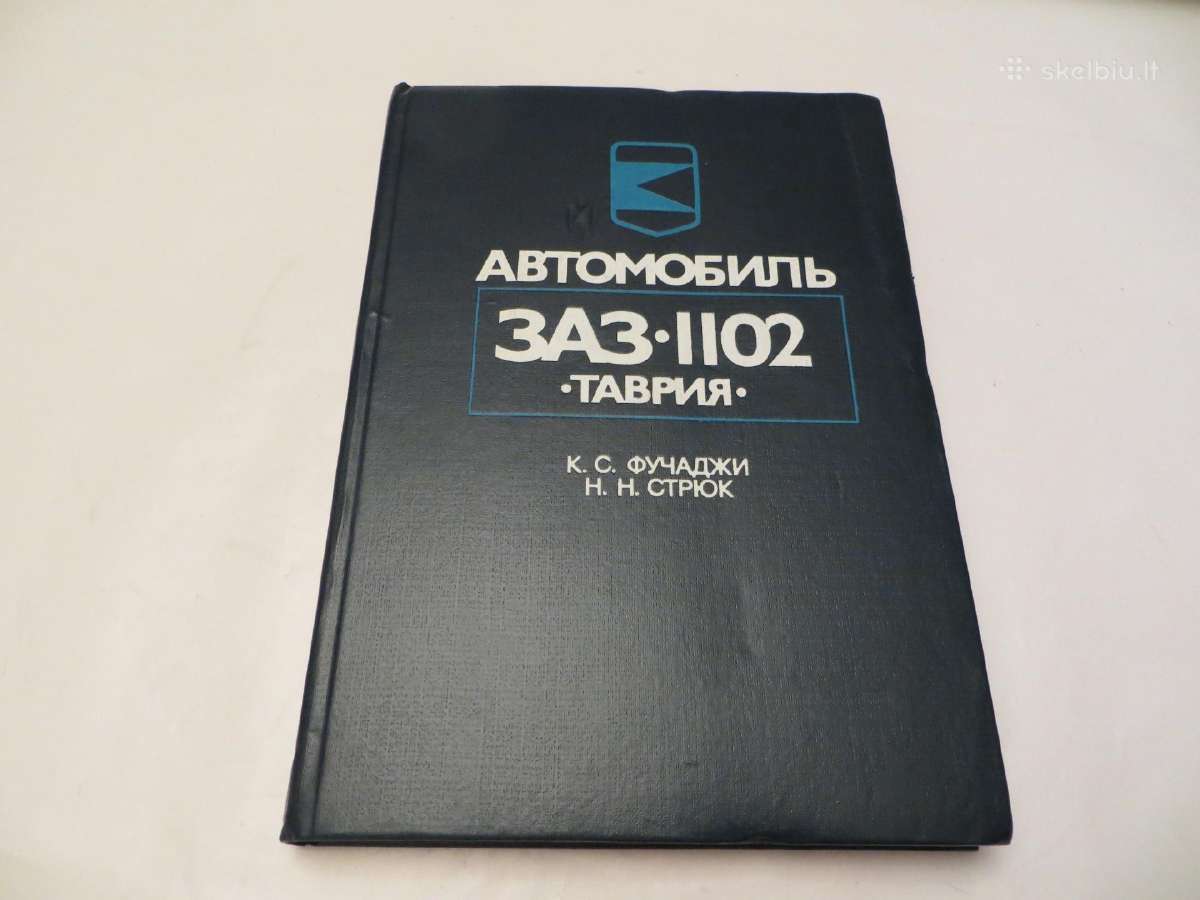 skelbiu.lt
АВТОМОБИЛЬ
ЗАЗ·1102
·ТАВРИЯ·
К. С. ФУЧАДЖИ
Н. Н. СТРЮК